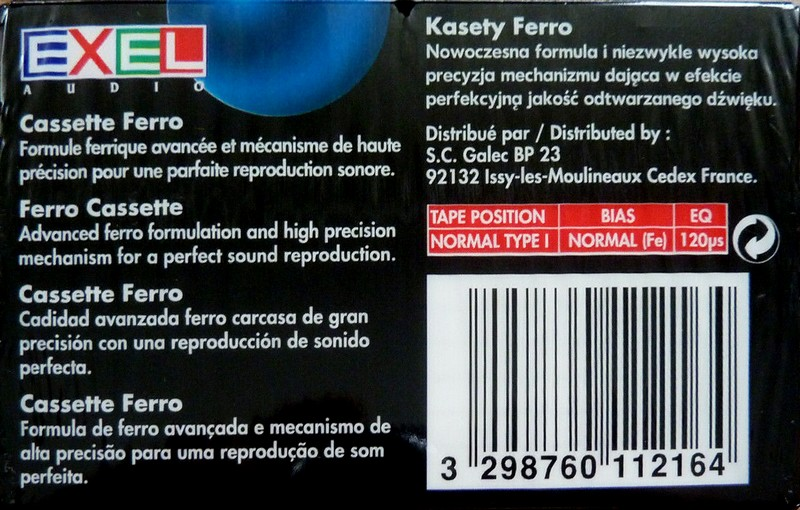 EXEL
AUDIO
Cassette Ferro
Formule ferrique avancée et mécanisme de haute
précision pour une parfaite reproduction sonore.
Ferro Cassette
Advanced ferro formulation and high precision
mechanism for a perfect sound reproduction.
Cassette Ferro
Cadidad avanzada ferro carcasa de gran
precisión con una reproducción de sonido
perfecta.
Cassette Ferro
Formula de ferro avançada e mecanismo de
alta precisão para uma reprodução de som
perfeita.
Kasety Ferro
Nowoczesna formula i niezwykle wysoka
precyzja mechanizmu dająca w efekcie
perfekcyjną jakość odtwarzanego dźwięku.
Distribué par / Distributed by :
S.C. Galec BP 23
92132 Issy-les-Moulineaux Cedex France.
TAPE POSITION BIAS EQ
NORMAL TYPE I NORMAL (Fe) 120µs
3 298760 112164